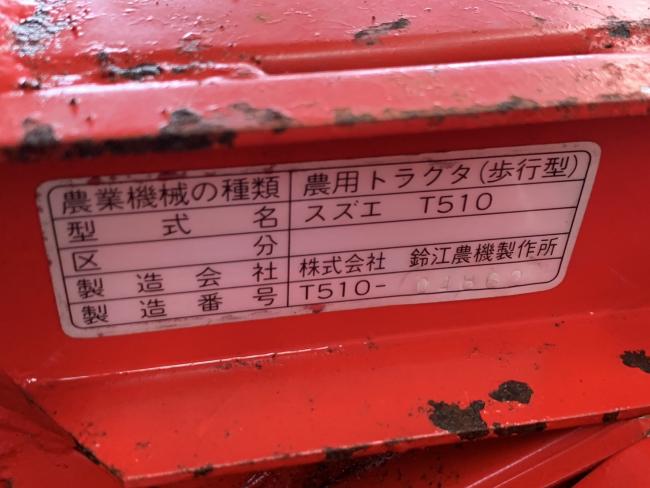 農業機械の種類 農用トラクタ(歩行型)
型式名 スズエ T510
区分
製造会社 株式会社 鈴江農機製作所
製造番号 T510-